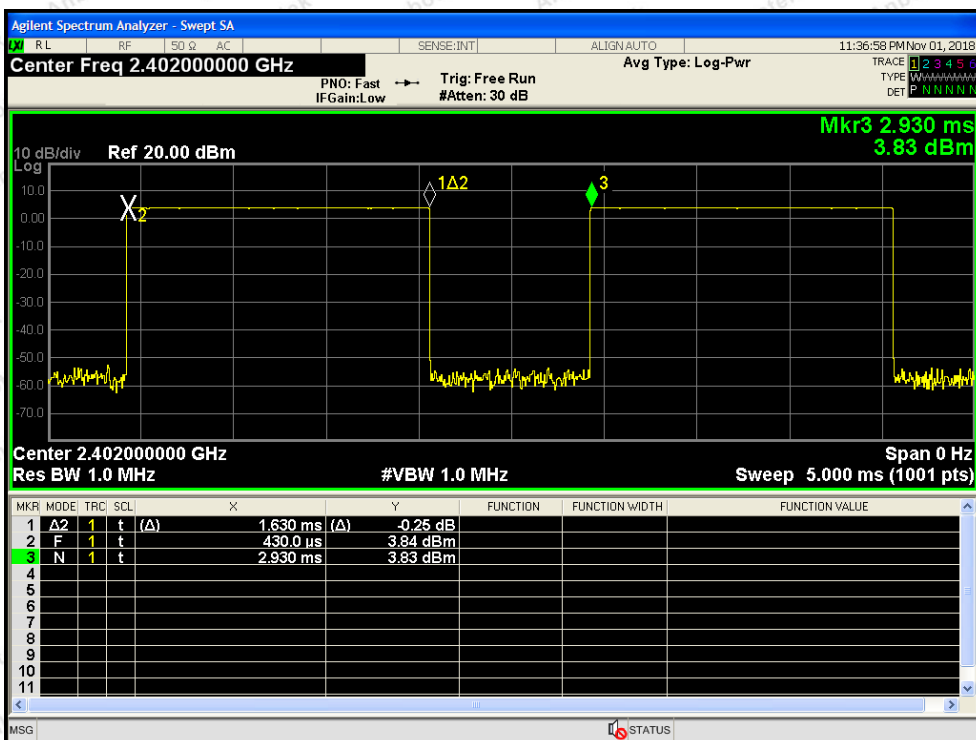 Agilent Spectrum Analyzer - Swept SA
LXI RL RF 50 Ω AC SENSE:INT ALIGN AUTO 11:36:58 PM Nov 01, 2018
Center Freq 2.402000000 GHz Avg Type: Log-Pwr TRACE 1 2 3 4 5 6
PNO: Fast Trig: Free Run TYPE WWWWWW
IFGain:Low #Atten: 30 dB DET P N N N N N
Mkr3 2.930 ms
10 dB/div Ref 20.00 dBm 3.83 dBm
Log
10.0
0.00
-10.0
-20.0
-30.0
-40.0
-50.0
-60.0
-70.0
X2 1Δ2 3
Center 2.402000000 GHz Span 0 Hz
Res BW 1.0 MHz #VBW 1.0 MHz Sweep 5.000 ms (1001 pts)
MKR MODE TRC SCL X Y FUNCTION FUNCTION WIDTH FUNCTION VALUE
1 Δ2 1 t (Δ) 1.630 ms (Δ) -0.25 dB
2 F 1 t 430.0 µs 3.84 dBm
3 N 1 t 2.930 ms 3.83 dBm
4
5
6
7
8
9
10
11
MSG STATUS